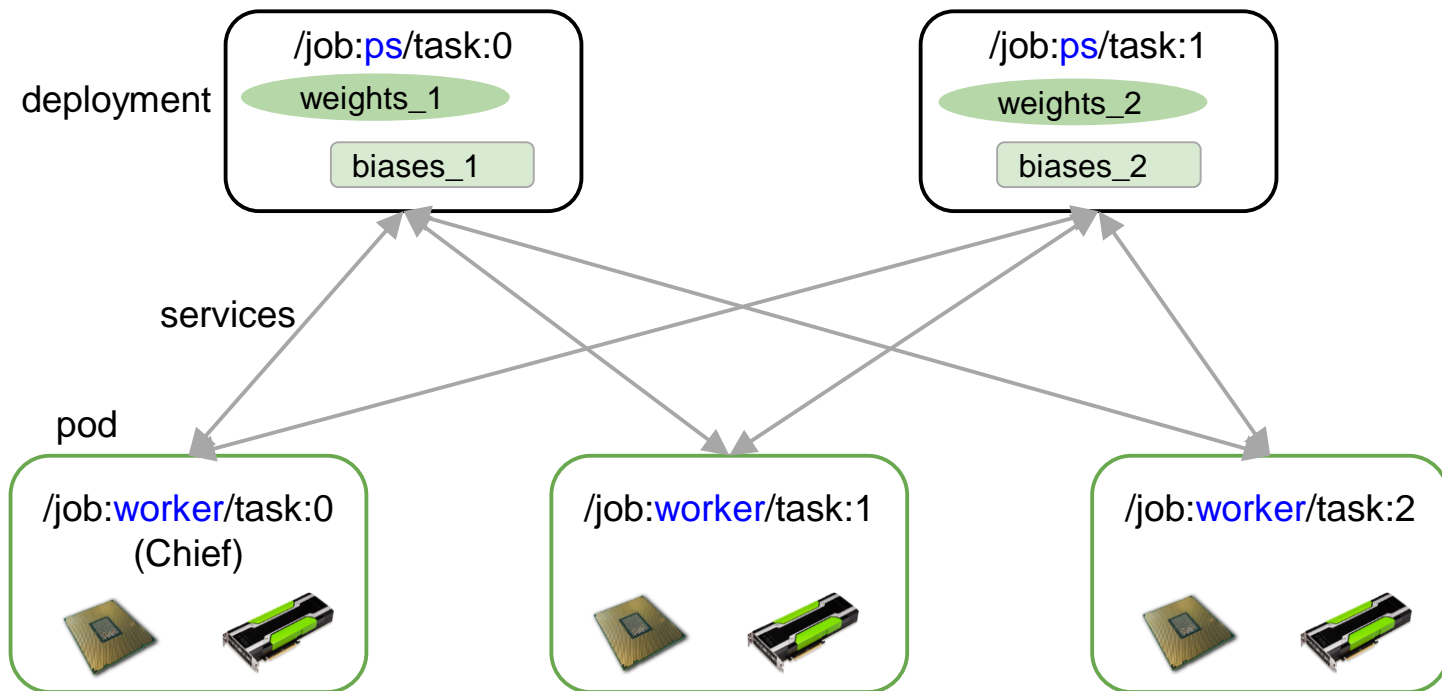 /job:ps/task:0
/job:ps/task:1
deployment
weights_1
weights_2
biases_1
biases_2
services
pod
/job:worker/task:0
(Chief)
/job:worker/task:1
/job:worker/task:2